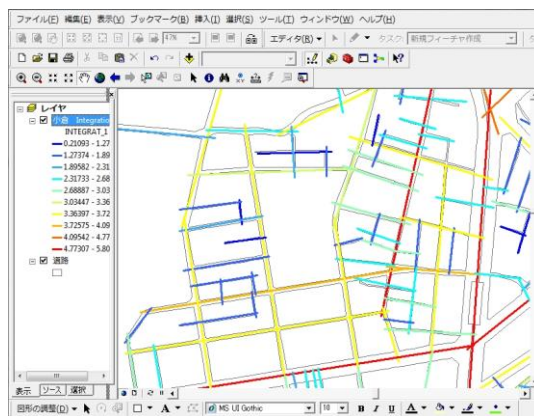 ファイル(F) 編集(E) 表示(V) ブックマーク(B) 挿入(I) 選択(S) ツール(T) ウィンドウ(W) ヘルプ(H)
47% エディタ(R) タスク: 新規フィーチャ作成
レイヤ
小倉 Integratio
INTEGRAT_1
0.21093 - 1.27
1.27374 - 1.89
1.89582 - 2.31
2.31733 - 2.68
2.68887 - 3.03
3.03447 - 3.36
3.36397 - 3.72
3.72575 - 4.09
4.09542 - 4.77
4.77307 - 5.80
道路
表示 ソース 選択
図形の調整(D) A MS UI Gothic 10 B I U A